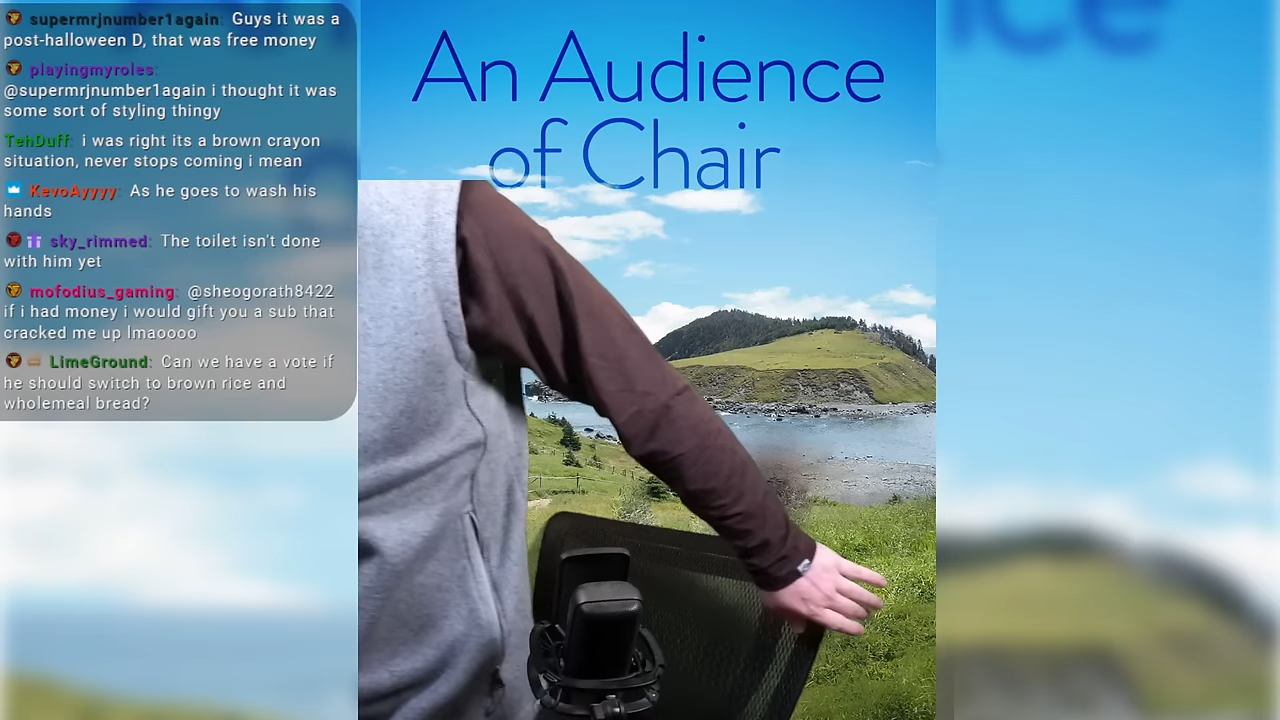 supermrjnumber1again: Guys it was a
post-halloween D, that was free money
playingmyroles:
@supermrjnumber1again i thought it was
some sort of styling thingy
TehDuff: i was right its a brown crayon
situation, never stops coming i mean
KevoAyyyy: As he goes to wash his
hands
sky_rimmed: The toilet isn't done
with him yet
mofodius_gaming: @sheogorath8422
if i had money i would gift you a sub that
cracked me up lmaoooo
LimeGround: Can we have a vote if
he should switch to brown rice and
wholemeal bread?
An Audience
of Chair
ice